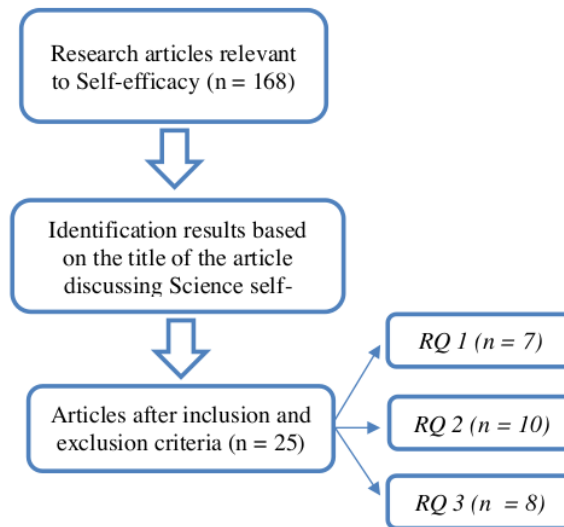 Research articles relevant
to Self-efficacy (n = 168)
Identification results based
on the title of the article
discussing Science self-
Articles after inclusion and
exclusion criteria (n = 25)
RQ 1 (n = 7)
RQ 2 (n = 10)
RQ 3 (n = 8)